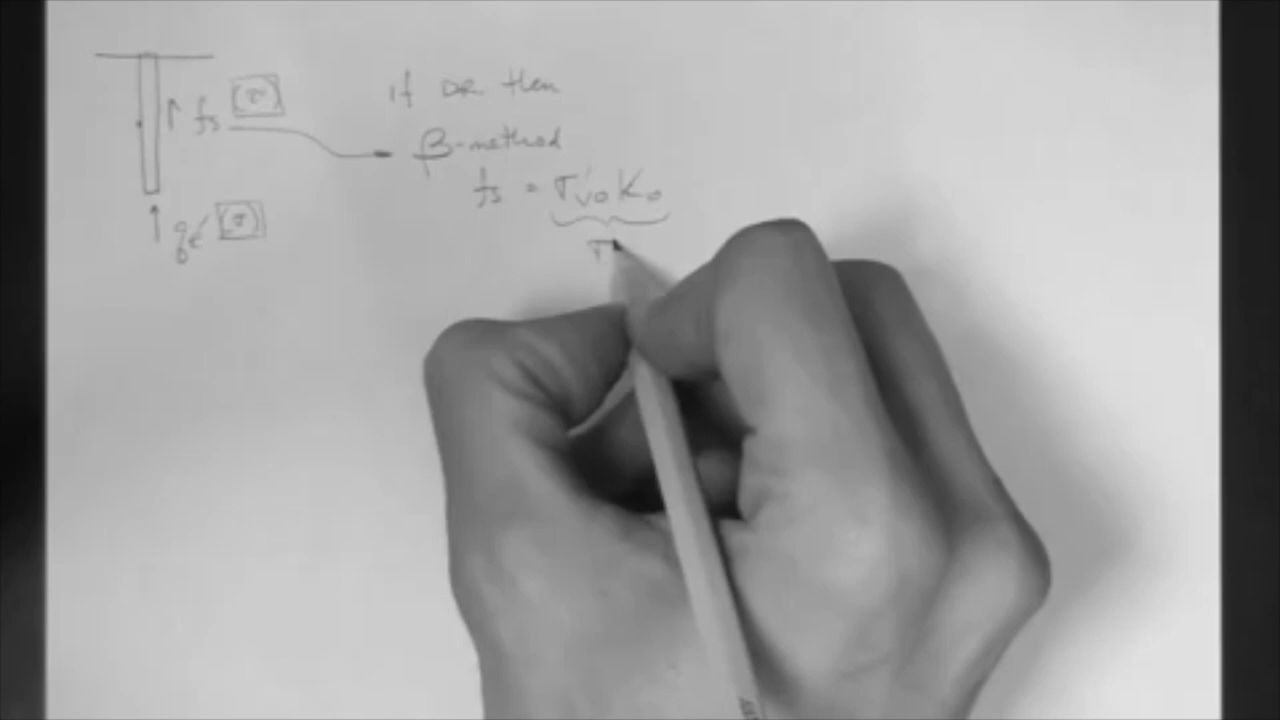 fs (τ)
qt (σ)
if DR then
β-method
fs = σ'vo Ko
σ